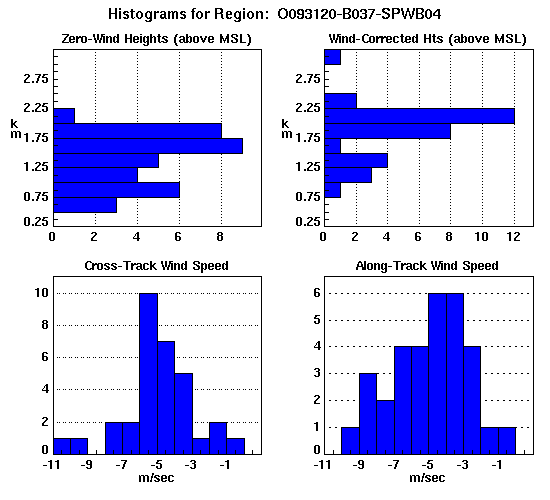 Histograms for Region: O093120-B037-SPWB04
Zero-Wind Heights (above MSL)
2.75
2.25
k
m
1.75
1.25
0.75
0.25
0 2 4 6 8
Wind-Corrected Hts (above MSL)
2.75
2.25
k
m
1.75
1.25
0.75
0.25
0 2 4 6 8 10 12
Cross-Track Wind Speed
10
8
6
4
2
0
-11 -9 -7 -5 -3 -1
m/sec
Along-Track Wind Speed
6
5
4
3
2
1
0
-11 -9 -7 -5 -3 -1
m/sec